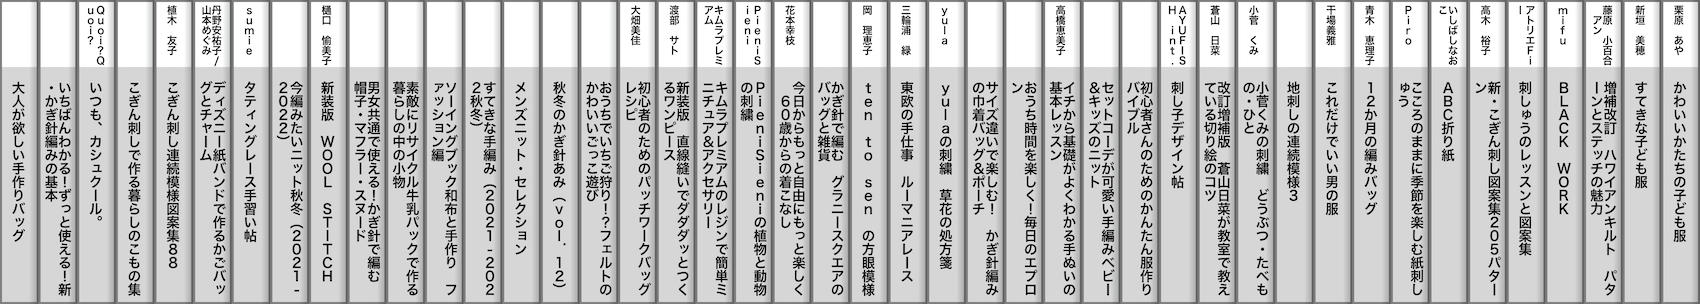 栗原 あや
かわいいかたちの子ども服
新垣 美穂
すてきな子ども服
藤原 小百合
アン
増補改訂 ハワイアンキルト パタ
ーンとステッチの魅力
mifu
BLACK WORK
アトリエFi
l
刺しゅうのレッスンと図案集
高木 裕子
新・こぎん刺し図案集205パター
ン
いしばしなお
こ
ABC折り紙
Piro
こころのままに季節を楽しむ紙刺し
ゅう
青木 恵理子
12か月の編みバッグ
干場義雅
これだけでいい男の服
地刺しの連続模様3
小菅 くみ
小菅くみの刺繍 どうぶつ・たべも
の・ひと
蒼山 日菜
改訂増補版 蒼山日菜が教室で教え
ている切り絵のコツ
AYUFIS
H int.
刺し子デザイン帖
初心者さんのためのかんたん服作り
バイブル
セットコーデが可愛い手編みベビー
&キッズのニット
高橋恵美子
イチから基礎がよくわかる手ぬいの
基本レッスン
おうち時間を楽しく!毎日のエプロ
ン
サイズ違いで楽しむ! かぎ針編み
の巾着バッグ&ポーチ
yula
yulaの刺繍 草花の処方箋
三輪浦 緑
東欧の手仕事 ルーマニアレース
岡 理恵子
ten to senの方眼模様
かぎ針で編む グラニースクエアの
バッグと雑貨
花本幸枝
今日からもっと自由にもっと楽しく
 60歳からの着こなし
PieniS
ieni
PieniSieniの植物と動物
の刺繍
キムラプレミ
アム
キムラプレミアムのレジンで簡単ミ
ニチュア&アクセサリー
渡部 サト
新装版 直線縫いでダダダッとつく
るワンピース
大畑美佳
初心者のためのパッチワークバッグ
レシピ
おうちでいちご狩り!?フェルトの
かわいいごっこ遊び
秋冬のかぎ針あみ(vol.12)
メンズニット・セレクション
すてきな手編み(2021-202
2秋冬)
ソーイングブック和布と手作り フ
ァッション編
素敵にリサイクル牛乳パックで作る
暮らしの中の小物
男女共通で使える!かぎ針で編む
帽子・マフラー・スヌード
樋口 愉美子
新装版 WOOL STITCH
今編みたいニット秋冬(2021-
2022)
sumie
タティングレース手習い帖
丹野安祐子/
山本めぐみ
ディズニー紙バンドで作るかごバッ
グとチャーム
植木 友子
こぎん刺し連続模様図案集88
こぎん刺しで作る暮らしのこもの集
Quoi?Q
uoi?
いつも、カシュクール。
いちばんわかる!ずっと使える!新
・かぎ針編みの基本
大人が欲しい手作りバッグ